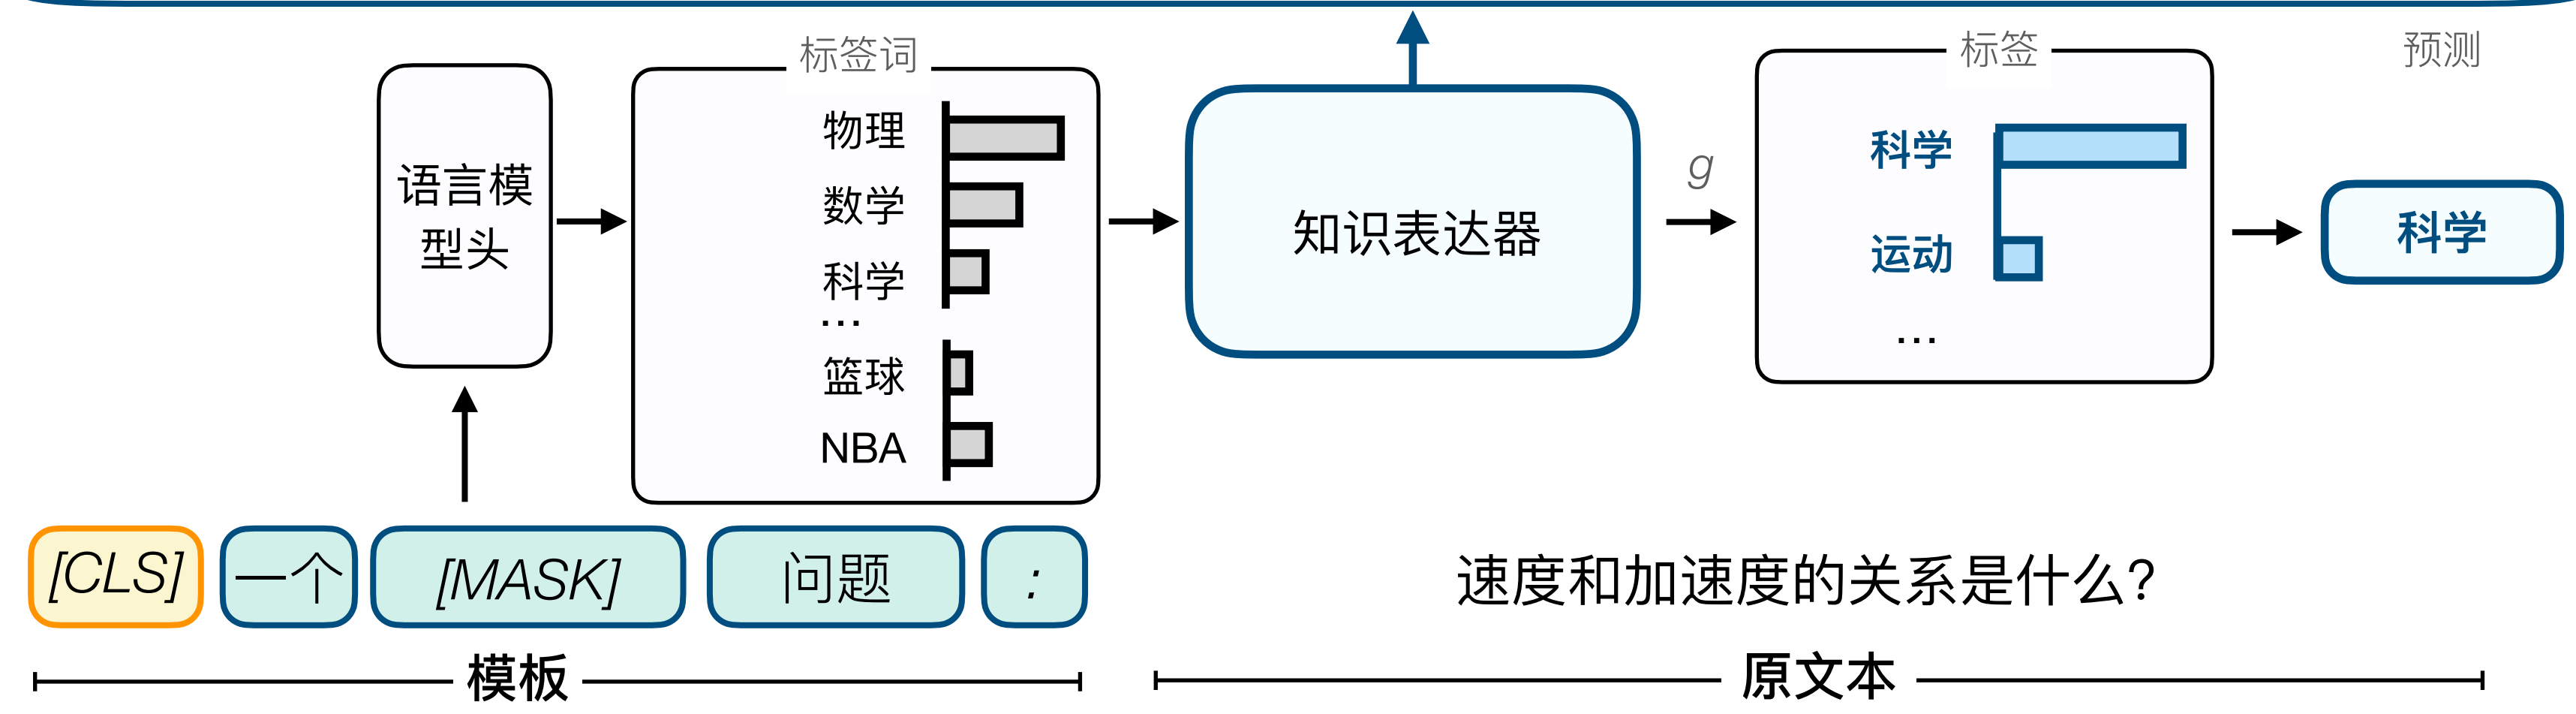 标签词
标签
预测
语言模
型头
物理
数学
科学
...
篮球
NBA
知识表达器
g
科学
运动
...
科学
[CLS] 一个 [MASK] 问题 :
速度和加速度的关系是什么?
模板
原文本